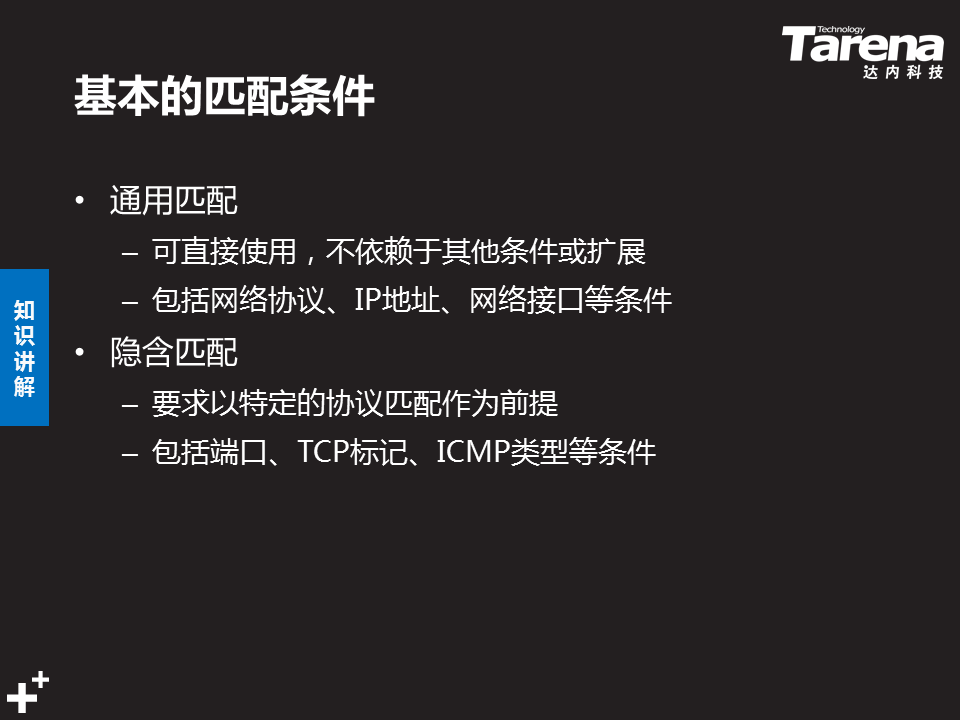 Technology
Tarena
达内科技
基本的匹配条件
• 通用匹配
– 可直接使用，不依赖于其他条件或扩展
– 包括网络协议、IP地址、网络接口等条件
• 隐含匹配
– 要求以特定的协议匹配作为前提
– 包括端口、TCP标记、ICMP类型等条件
知
识
讲
解